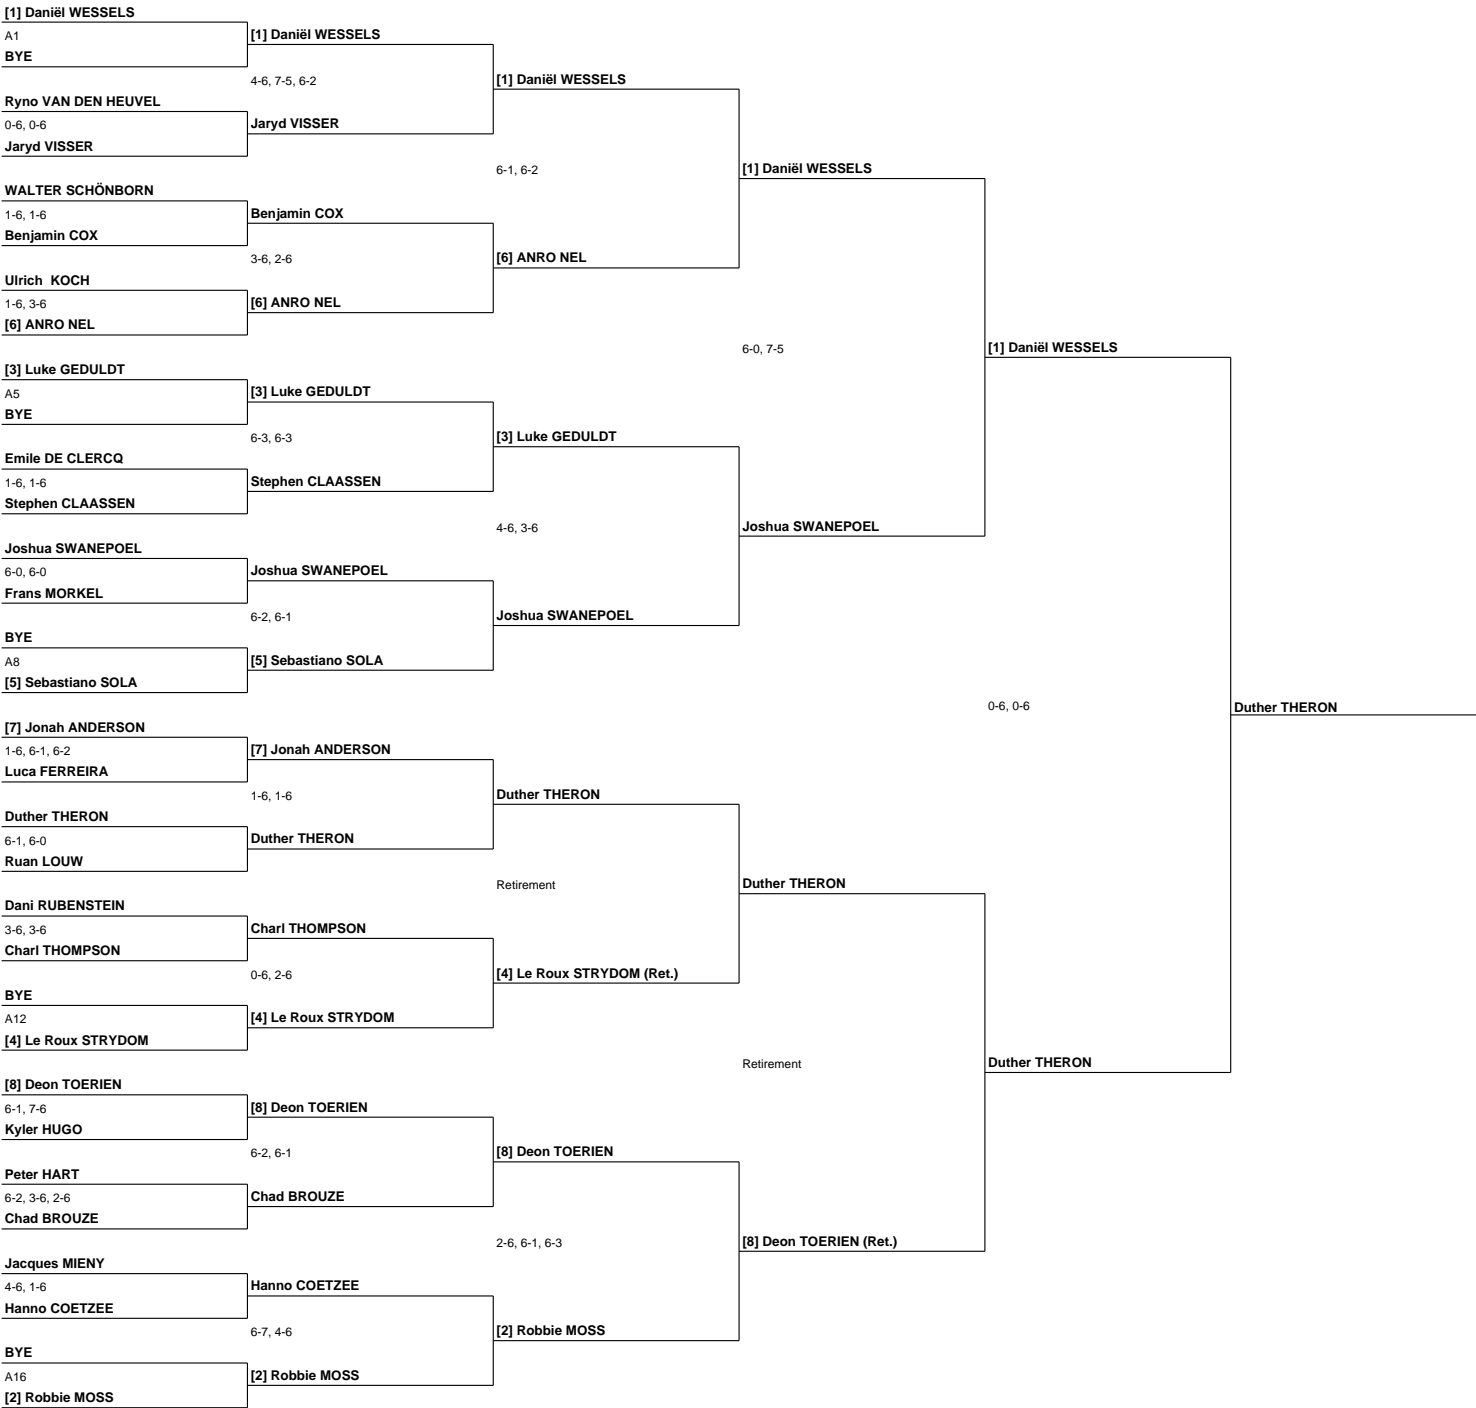 [1] Daniël WESSELS
A1
BYE
Ryno VAN DEN HEUVEL
0-6, 0-6
Jaryd VISSER
WALTER SCHÖNBORN
1-6, 1-6
Benjamin COX
Ulrich  KOCH
1-6, 3-6
[6] ANRO NEL
[3] Luke GEDULDT
A5
BYE
Emile DE CLERCQ
1-6, 1-6
Stephen CLAASSEN
Joshua SWANEPOEL
6-0, 6-0
Frans MORKEL
BYE
A8
[5] Sebastiano SOLA
[7] Jonah ANDERSON
1-6, 6-1, 6-2
Luca FERREIRA
Duther THERON
6-1, 6-0
Ruan LOUW
Dani RUBENSTEIN
3-6, 3-6
Charl THOMPSON
BYE
A12
[4] Le Roux STRYDOM
[8] Deon TOERIEN
6-1, 7-6
Kyler HUGO
Peter HART
6-2, 3-6, 2-6
Chad BROUZE
Jacques MIENY
4-6, 1-6
Hanno COETZEE
BYE
A16
[2] Robbie MOSS
[1] Daniël WESSELS
4-6, 7-5, 6-2
Jaryd VISSER
Benjamin COX
3-6, 2-6
[6] ANRO NEL
[3] Luke GEDULDT
6-3, 6-3
Stephen CLAASSEN
Joshua SWANEPOEL
6-2, 6-1
[5] Sebastiano SOLA
[7] Jonah ANDERSON
1-6, 1-6
Duther THERON
Charl THOMPSON
0-6, 2-6
[4] Le Roux STRYDOM
[8] Deon TOERIEN
6-2, 6-1
Chad BROUZE
Hanno COETZEE
6-7, 4-6
[2] Robbie MOSS
[1] Daniël WESSELS
6-1, 6-2
[6] ANRO NEL
[3] Luke GEDULDT
4-6, 3-6
Joshua SWANEPOEL
Duther THERON
Retirement
[4] Le Roux STRYDOM (Ret.)
[8] Deon TOERIEN
2-6, 6-1, 6-3
[2] Robbie MOSS
[1] Daniël WESSELS
6-0, 7-5
Joshua SWANEPOEL
Duther THERON
Retirement
[8] Deon TOERIEN (Ret.)
[1] Daniël WESSELS
0-6, 0-6
Duther THERON
Duther THERON